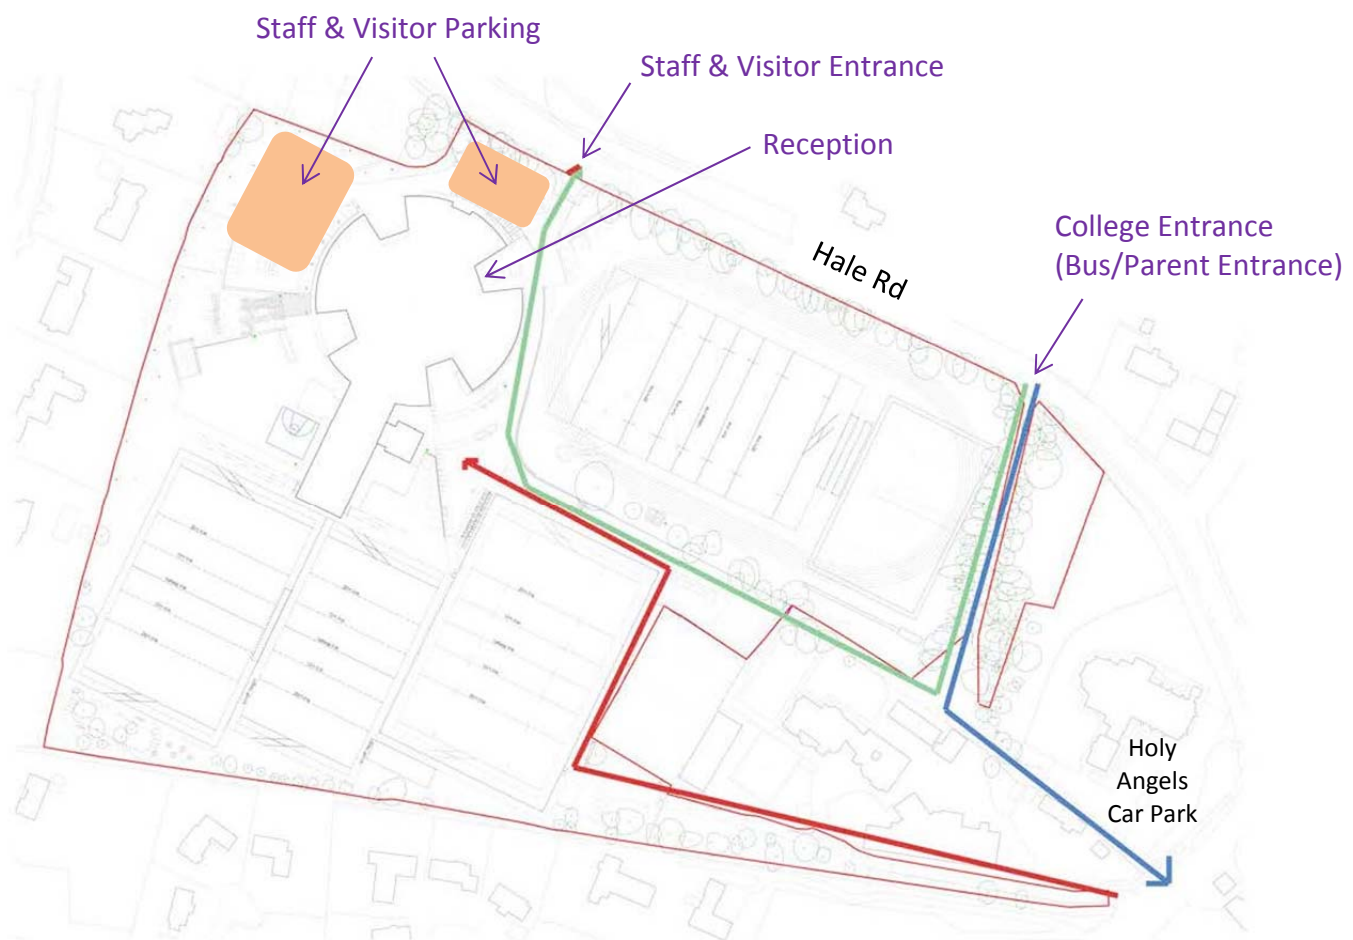 Staff & Visitor Parking
Staff & Visitor Entrance
Reception
College Entrance
(Bus/Parent Entrance)
Hale Rd
Holy
Angels
Car Park